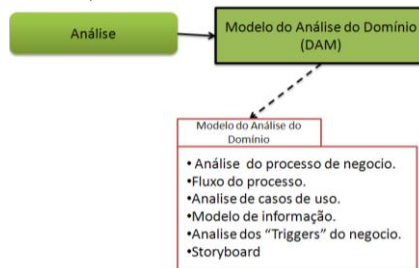 Análise
Modelo do Análise do Domínio
(DAM)
Modelo do Análise do
Domínio
•Análise do processo de negocio.
•Fluxo do processo.
•Analise de casos de uso.
•Modelo de informação.
•Analise dos “Triggers” do negocio.
•Storyboard